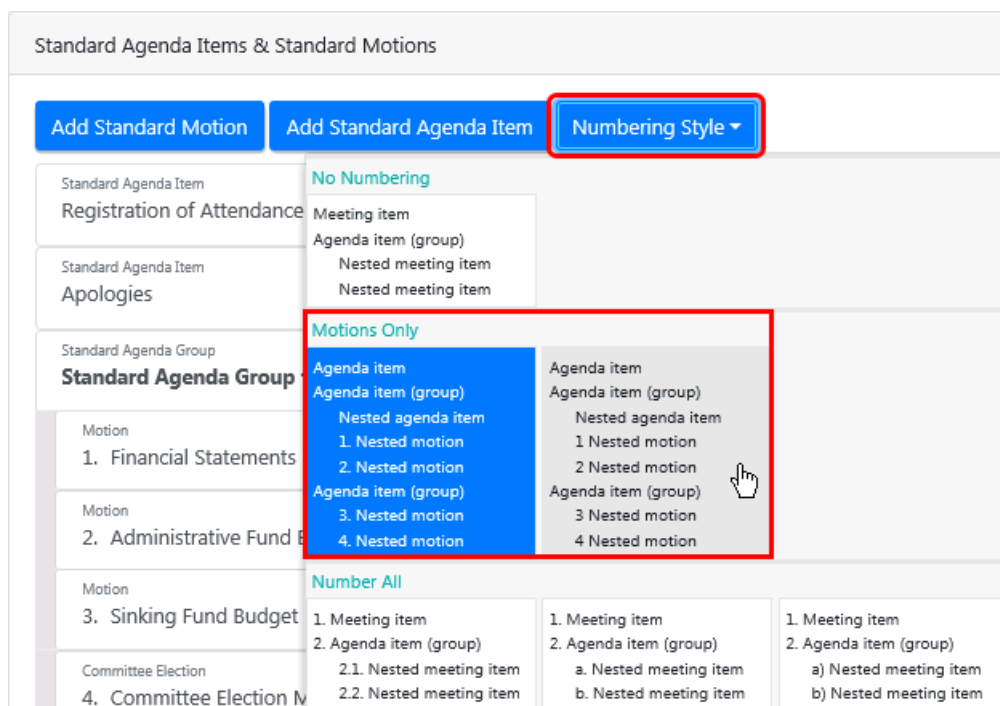 Standard Agenda Items & Standard Motions
Add Standard Motion
Add Standard Agenda Item
Numbering Style
Standard Agenda Item
Registration of Attendance
Standard Agenda Item
Apologies
Standard Agenda Group
Standard Agenda Group
Motion
1. Financial Statements
Motion
2. Administrative Fund
Motion
3. Sinking Fund Budget
Committee Election
4. Committee Election
No Numbering
Meeting item
Agenda item (group)
Nested meeting item
Nested meeting item
Motions Only
Agenda item
Agenda item (group)
Nested agenda item
1. Nested motion
2. Nested motion
Agenda item (group)
3. Nested motion
4. Nested motion
Agenda item
Agenda item (group)
Nested agenda item
1 Nested motion
2 Nested motion
Agenda item (group)
3 Nested motion
4 Nested motion
Number All
1. Meeting item
2. Agenda item (group)
2.1. Nested meeting item
2.2. Nested meeting item
1. Meeting item
2. Agenda item (group)
a. Nested meeting item
b. Nested meeting item
1. Meeting item
2. Agenda item (group)
a) Nested meeting item
b) Nested meeting item